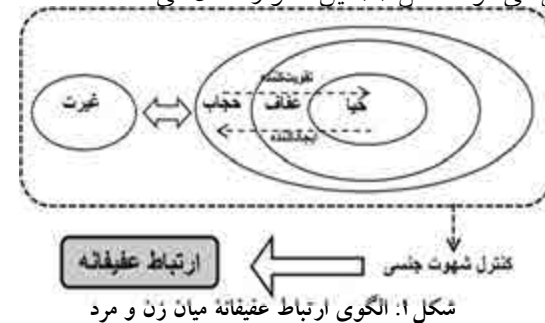 تقویت‌کننده
حیا
عفاف
حجاب
غیرت
ایجادکننده
کنترل شهوت جنسی
ارتباط عفیفانه
شکل ۱: الگوی ارتباط عفیفانۀ میان زن و مرد